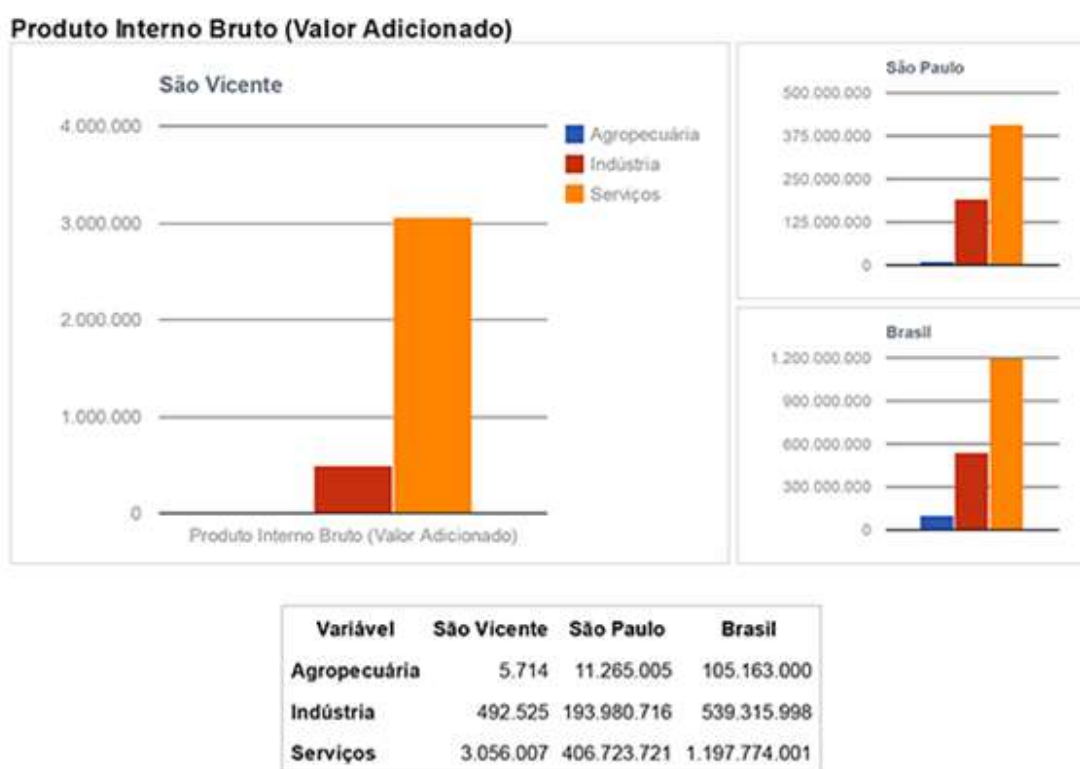 Produto Interno Bruto (Valor Adicionado)
São Vicente
4.000.000
3.000.000
2.000.000
1.000.000
0
Produto Interno Bruto (Valor Adicionado)
Agropecuária
Indústria
Serviços
São Paulo
500.000.000
375.000.000
250.000.000
125.000.000
0
Brasil
1.200.000.000
900.000.000
600.000.000
300.000.000
0
Variável São Vicente São Paulo Brasil
Agropecuária 5.714 11.265.005 105.163.000
Indústria 492.525 193.980.716 539.315.998
Serviços 3.056.007 406.723.721 1.197.774.001